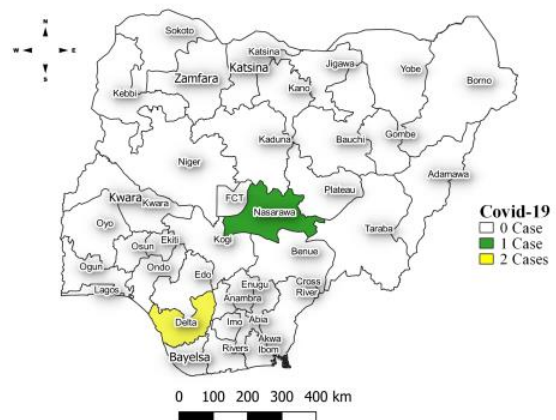 N
W E
S
Sokoto
Katsina
Katsina
Jigawa
Yobe
Borno
Zamfara
Kano
Kebbi
Kaduna
Bauchi
Gombe
Niger
Adamawa
Plateau
FCT
Kwara
Kwara
Nasarawa
Oyo
Taraba
Kogi
Ekiti
Osun
Benue
Ogun
Ondo
Edo
Lagos
Enugu
Cross
River
Anambra
Delta
Imo
Abia
Akwa
Ibom
Rivers
Bayelsa
Covid-19
0 Case
1 Case
2 Cases
0 100 200 300 400 km